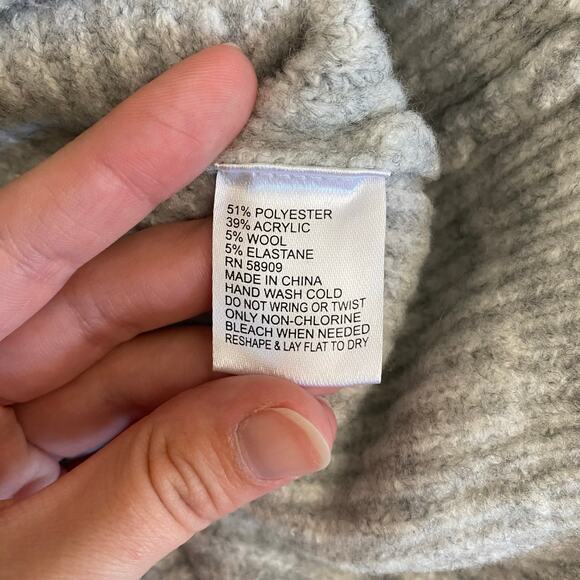 51% POLYESTER
39% ACRYLIC
5% WOOL
5% ELASTANE
RN 58909
MADE IN CHINA
HAND WASH COLD
DO NOT WRING OR TWIST
ONLY NON-CHLORINE
BLEACH WHEN NEEDED
RESHAPE & LAY FLAT TO DRY